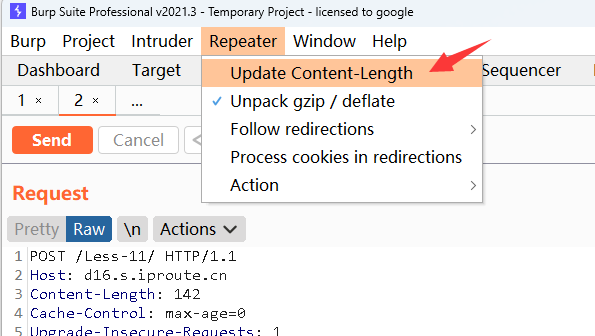 Burp Suite Professional v2021.3 - Temporary Project - licensed to google
Burp Project Intruder Repeater Window Help
Dashboard Target Sequencer
Update Content-Length
1 × 2 × ...
Unpack gzip / deflate
Follow redirections
Send Cancel <
Process cookies in redirections
Action
Request
Pretty Raw \n Actions
1 POST /Less-11/ HTTP/1.1
2 Host: d16.s.iproute.cn
3 Content-Length: 142
4 Cache-Control: max-age=0
5 Upgrade-Insecure-Requests: 1